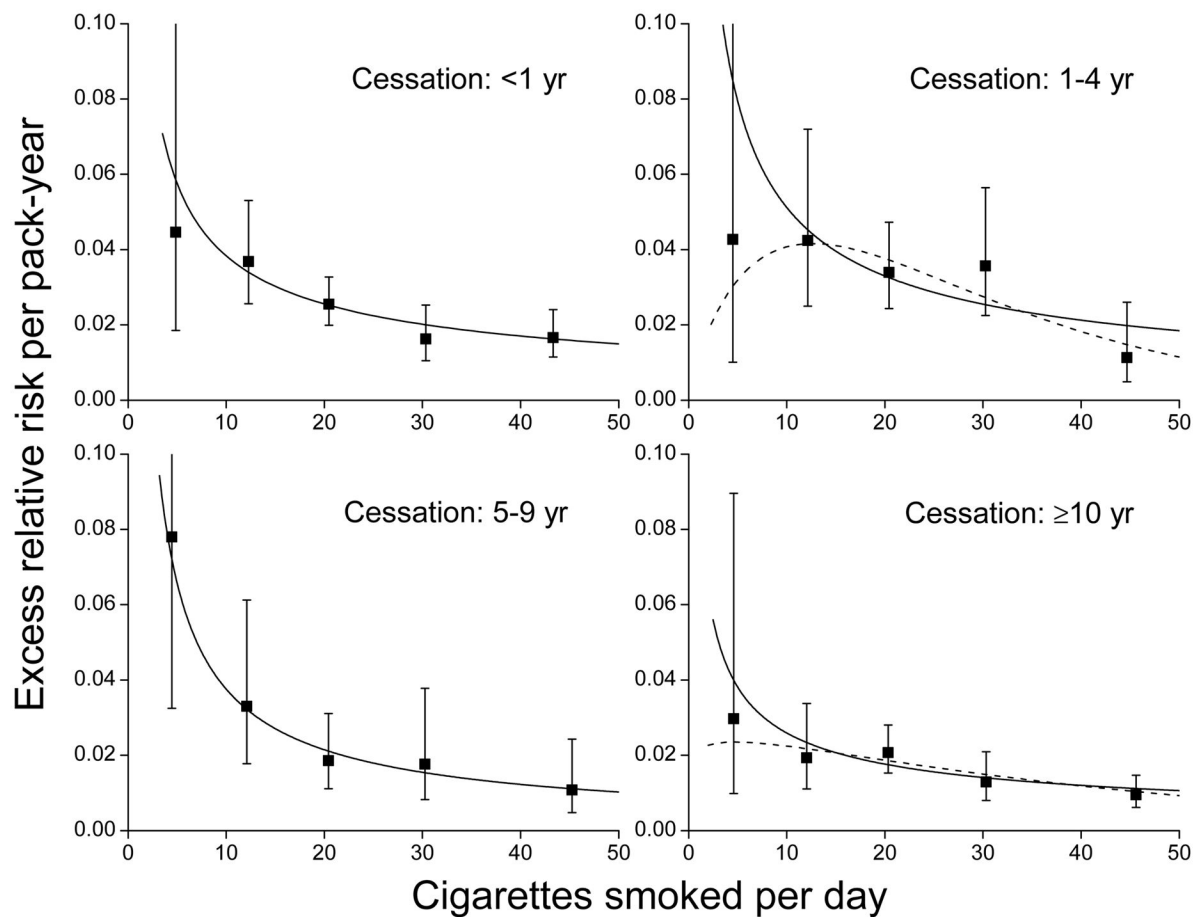 Excess relative risk per pack-year
0.10
0.08
0.06
0.04
0.02
0.00
0 10 20 30 40 50
Cessation: <1 yr
0.10
0.08
0.06
0.04
0.02
0.00
0 10 20 30 40 50
Cessation: 1-4 yr
0.10
0.08
0.06
0.04
0.02
0.00
0 10 20 30 40 50
Cessation: 5-9 yr
0.10
0.08
0.06
0.04
0.02
0.00
0 10 20 30 40 50
Cessation: ≥10 yr
Cigarettes smoked per day